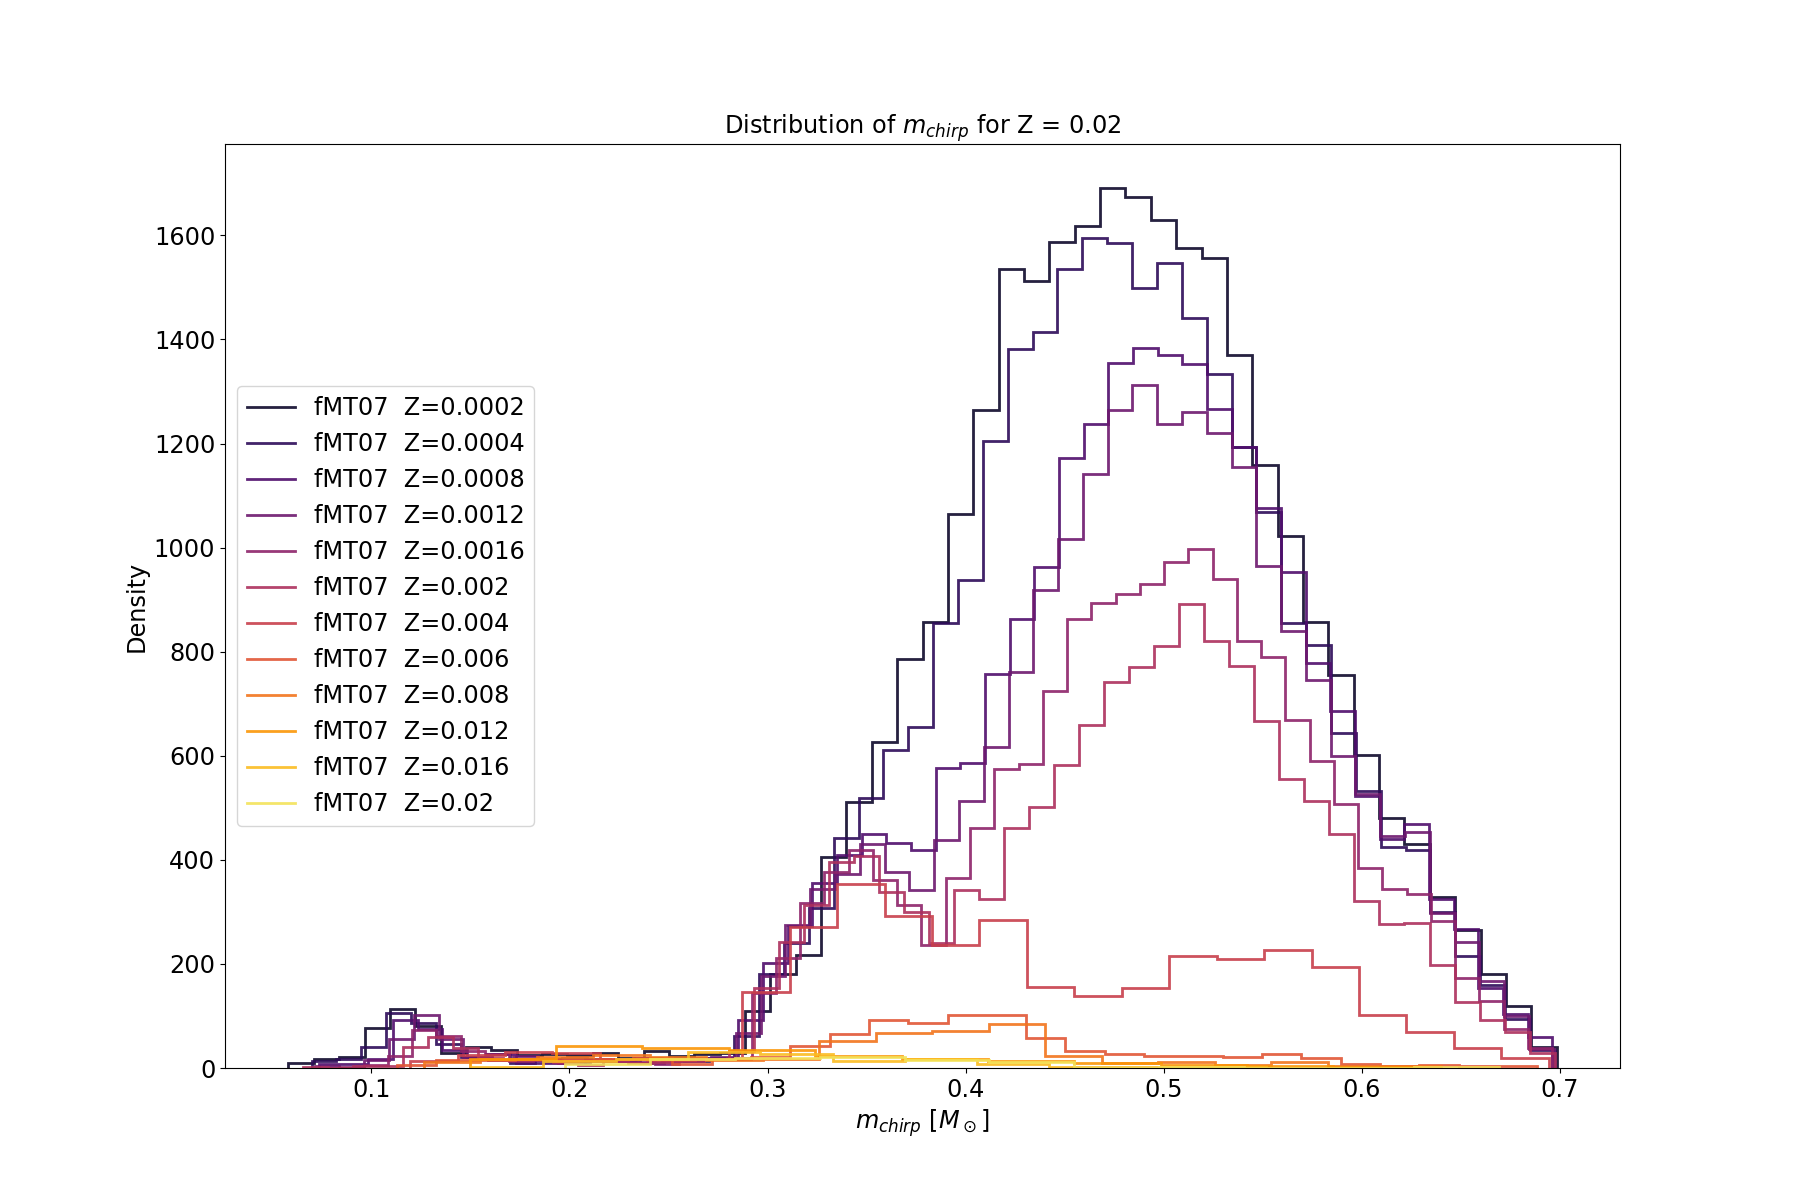 Distribution of m_chirp for Z = 0.02
1600
1400
1200
1000
800
600
400
200
0
Density
fMT07 Z=0.0002
fMT07 Z=0.0004
fMT07 Z=0.0008
fMT07 Z=0.0012
fMT07 Z=0.0016
fMT07 Z=0.002
fMT07 Z=0.004
fMT07 Z=0.006
fMT07 Z=0.008
fMT07 Z=0.012
fMT07 Z=0.016
fMT07 Z=0.02
0.1 0.2 0.3 0.4 0.5 0.6 0.7
m_chirp [M_⊙]